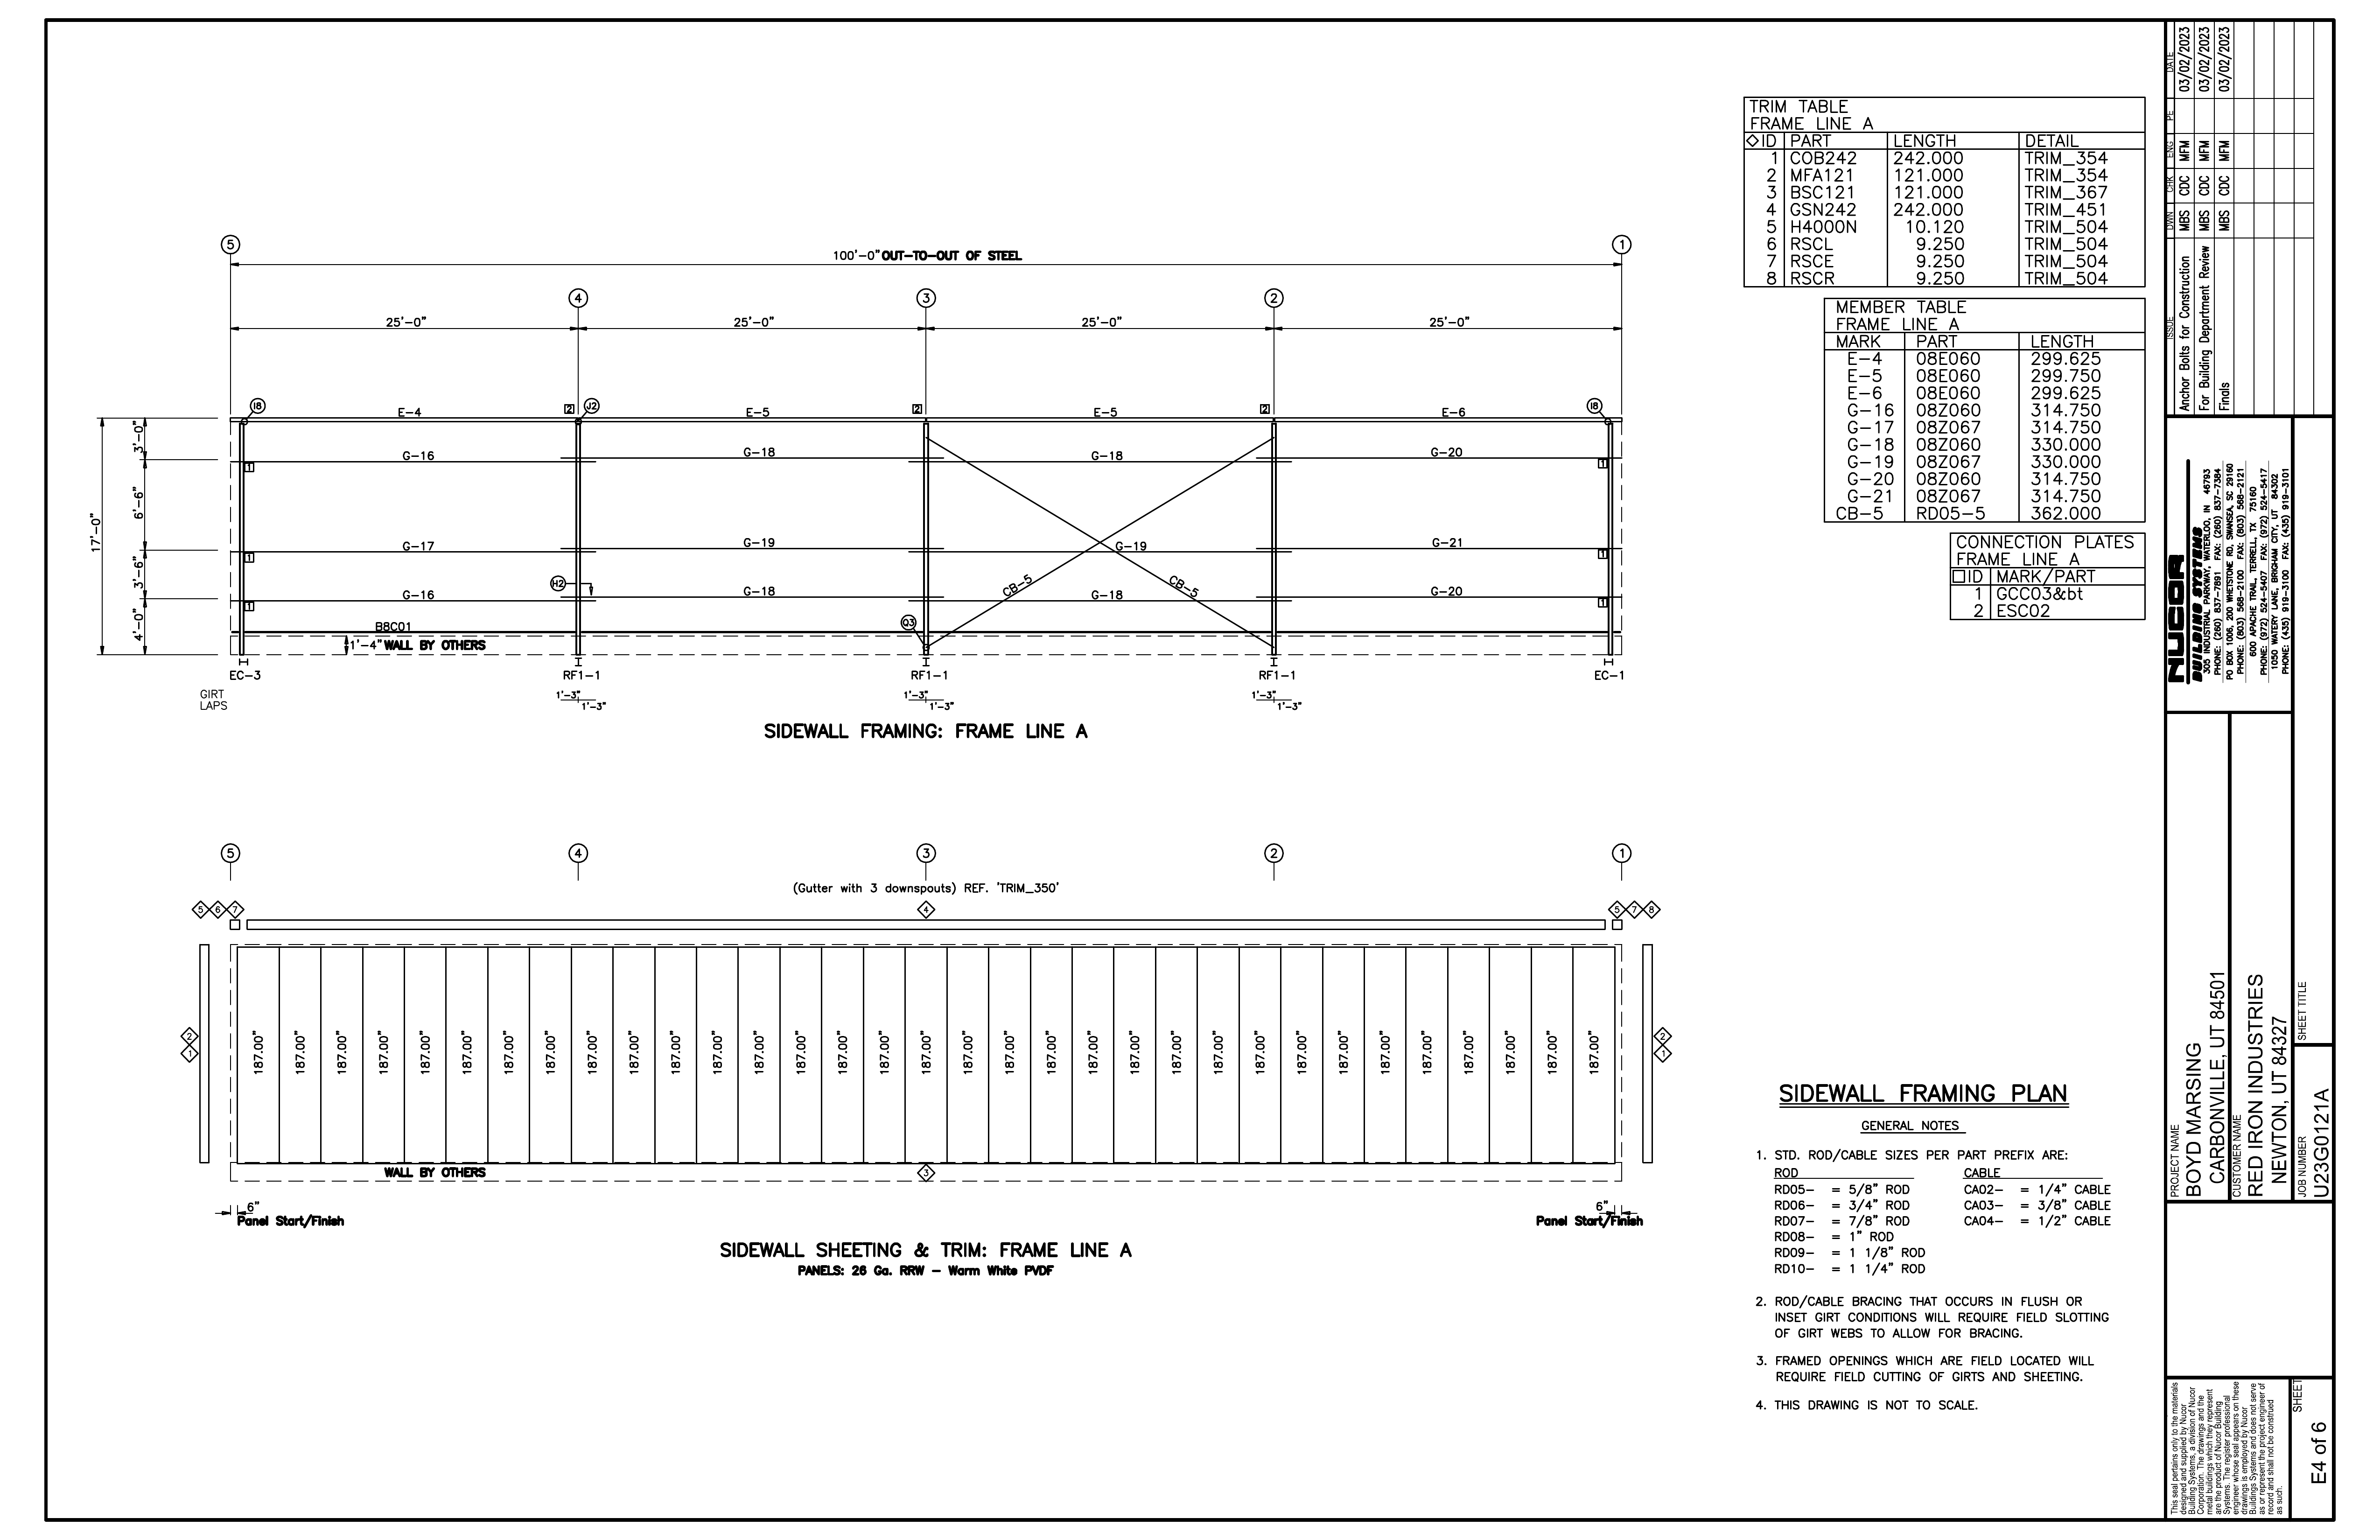 5
1
100'-0" OUT-TO-OUT OF STEEL
4
3
2
25'-0"
25'-0"
25'-0"
25'-0"
I8
2
J2
2
2
I8
E-4
E-5
E-5
E-6
17'-0"
3'-0"
6'-6"
3'-6"
4'-0"
G-16
G-18
G-18
G-20
1
1
G-17
G-19
G-19
G-21
1
1
H2
CB-5
CB-5
G-16
G-18
G-18
G-20
1
1
B8C01
Q3
1'-4" WALL BY OTHERS
EC-3
RF1-1
RF1-1
RF1-1
EC-1
GIRT
LAPS
1'-3"
1'-3"
1'-3"
1'-3"
1'-3"
1'-3"
SIDEWALL FRAMING: FRAME LINE A
5
4
3
2
1
(Gutter with 3 downspouts) REF. 'TRIM_350'
5 6 7
4
5 7 8
2
1
187.00" 187.00" 187.00" 187.00" 187.00" 187.00" 187.00" 187.00" 187.00" 187.00" 187.00" 187.00" 187.00" 187.00" 187.00" 187.00" 187.00" 187.00" 187.00" 187.00" 187.00" 187.00" 187.00" 187.00" 187.00" 187.00" 187.00" 187.00" 187.00" 187.00" 187.00" 187.00" 187.00"
2
1
WALL BY OTHERS
3
6"
Panel Start/Finish
6"
Panel Start/Finish
SIDEWALL SHEETING & TRIM: FRAME LINE A
PANELS: 26 Ga. RRW - Warm White PVDF
TRIM TABLE
FRAME LINE A
ID PART LENGTH DETAIL
1 COB242 242.000 TRIM_354
2 MFA121 121.000 TRIM_354
3 BSC121 121.000 TRIM_367
4 GSN242 242.000 TRIM_451
5 H4000N 10.120 TRIM_504
6 RSCL 9.250 TRIM_504
7 RSCE 9.250 TRIM_504
8 RSCR 9.250 TRIM_504
MEMBER TABLE
FRAME LINE A
MARK PART LENGTH
E-4 08E060 299.625
E-5 08E060 299.750
E-6 08E060 299.625
G-16 08Z060 314.750
G-17 08Z067 314.750
G-18 08Z060 330.000
G-19 08Z067 330.000
G-20 08Z060 314.750
G-21 08Z067 314.750
CB-5 RD05-5 362.000
CONNECTION PLATES
FRAME LINE A
ID MARK/PART
1 GCC03&bt
2 ESC02
SIDEWALL FRAMING PLAN
GENERAL NOTES
1. STD. ROD/CABLE SIZES PER PART PREFIX ARE:
ROD CABLE
RD05- = 5/8" ROD CA02- = 1/4" CABLE
RD06- = 3/4" ROD CA03- = 3/8" CABLE
RD07- = 7/8" ROD CA04- = 1/2" CABLE
RD08- = 1" ROD
RD09- = 1 1/8" ROD
RD10- = 1 1/4" ROD
2. ROD/CABLE BRACING THAT OCCURS IN FLUSH OR
INSET GIRT CONDITIONS WILL REQUIRE FIELD SLOTTING
OF GIRT WEBS TO ALLOW FOR BRACING.
3. FRAMED OPENINGS WHICH ARE FIELD LOCATED WILL
REQUIRE FIELD CUTTING OF GIRTS AND SHEETING.
4. THIS DRAWING IS NOT TO SCALE.
ISSUE DWN CHK ENG PE DATE
Anchor Bolts for Construction MBS CDC MFM 03/02/2023
For Building Department Review MBS CDC MFM 03/02/2023
Finals MBS CDC MFM 03/02/2023
NUCOR
BUILDING SYSTEMS
305 INDUSTRIAL PARKWAY, WATERLOO, IN 46793
PHONE: (260) 837-7891 FAX: (260) 837-7384
PO BOX 1006, 200 WHETSTONE RD, SWANSEA, SC 29160
PHONE: (803) 568-2100 FAX: (803) 568-2121
600 APACHE TRAIL, TERRELL, TX 75160
PHONE: (972) 524-5407 FAX: (972) 524-5417
1050 WATERY LANE, BRIGHAM CITY, UT 84302
PHONE: (435) 919-3100 FAX: (435) 919-3101
PROJECT NAME
BOYD MARSING
CARBONVILLE, UT 84501
CUSTOMER NAME
RED IRON INDUSTRIES
NEWTON, UT 84327
SHEET TITLE
JOB NUMBER
U23G0121A
This seal pertains only to the materials
designed and supplied by Nucor
Building Systems, a division of Nucor
Corporation. The drawings and the
metal buildings which they represent
are the product of Nucor Building
Systems. The register professional
engineer whose seal appears on these
drawings is employed by Nucor
Buildings Systems and does not serve
as or represent the project engineer of
record and shall not be construed
as such.
SHEET
E4 of 6